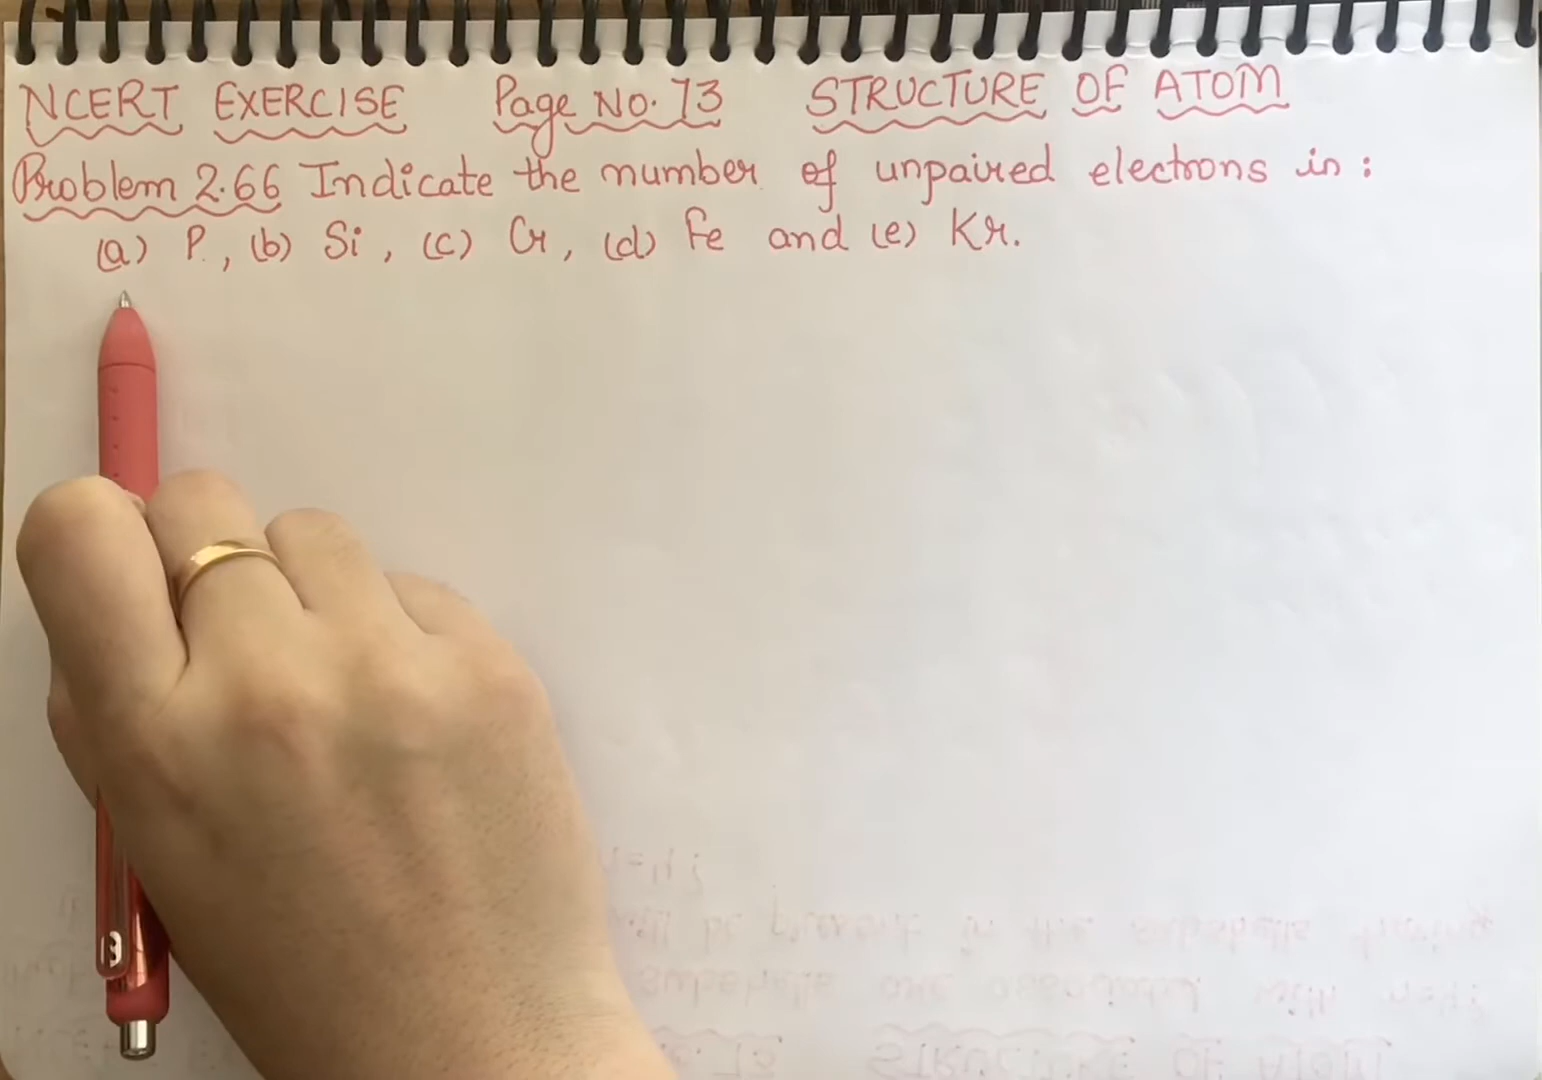 NCERT EXERCISE Page No. 73 STRUCTURE OF ATOM
Problem 2.66 Indicate the number of unpaired electrons in :
(a) P, (b) Si, (c) Cr, (d) Fe and (e) Kr.